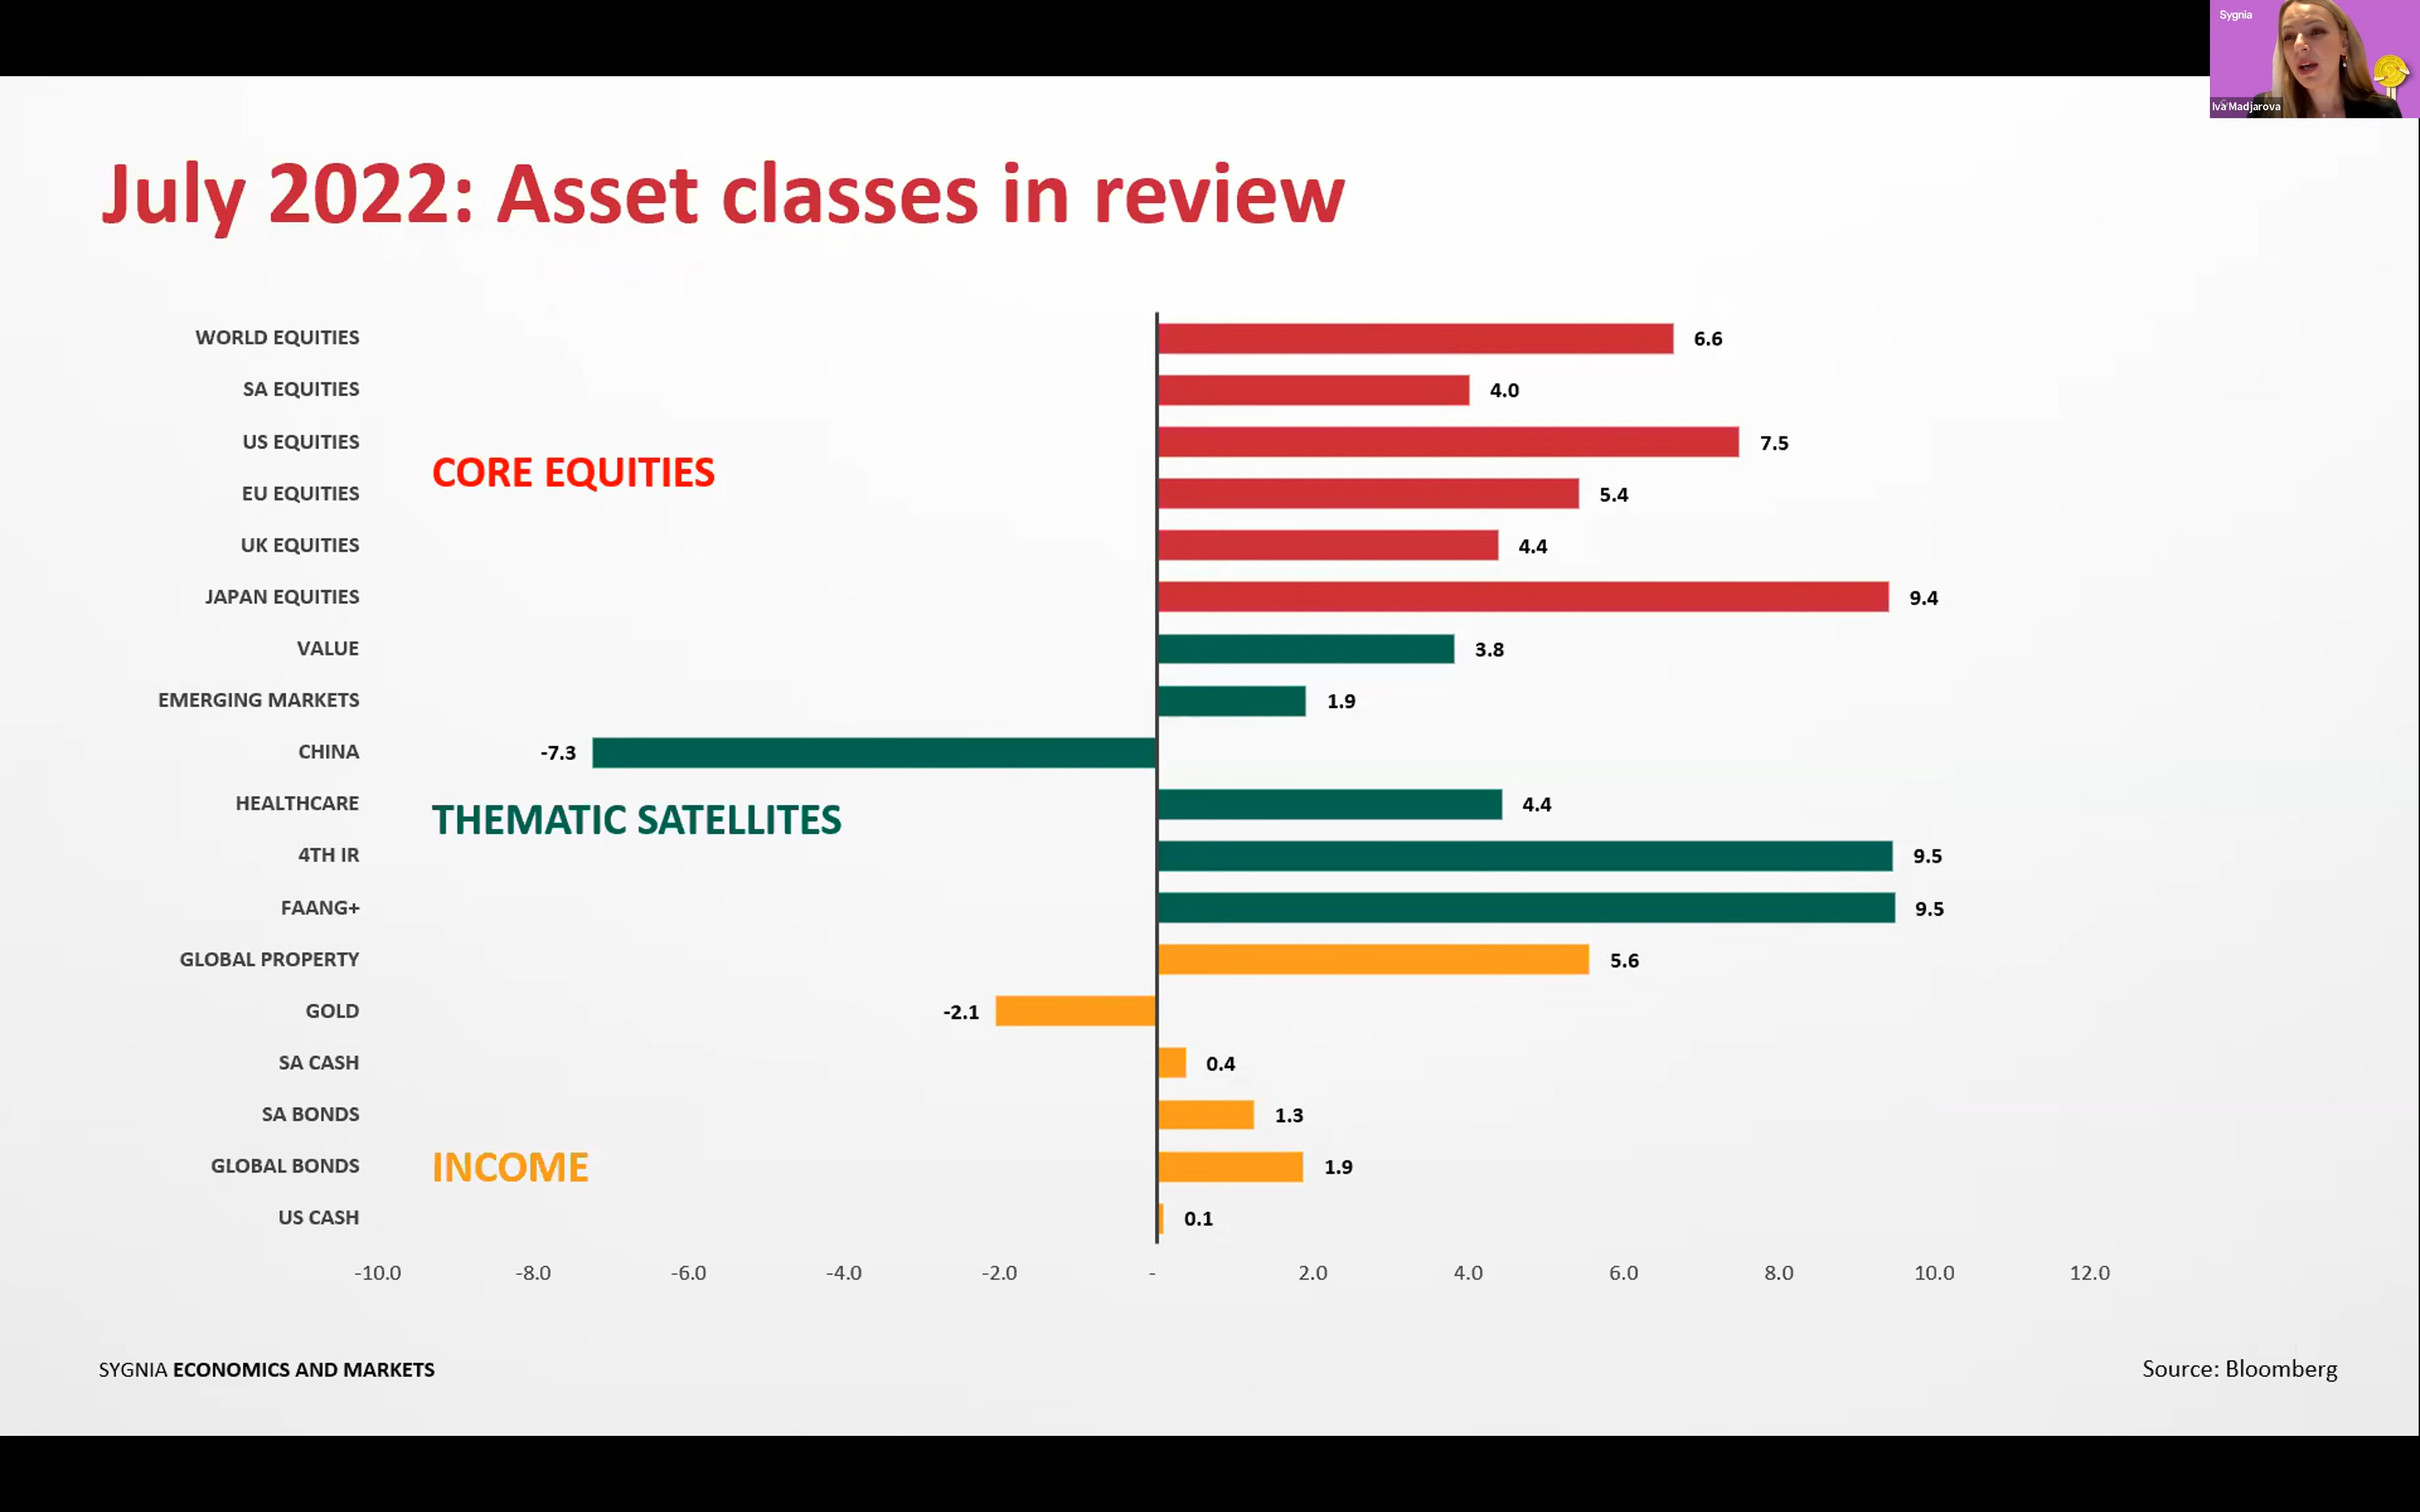 Sygnia
Iva Madjarova
July 2022: Asset classes in review
WORLD EQUITIES 6.6
SA EQUITIES 4.0
US EQUITIES 7.5
CORE EQUITIES
EU EQUITIES 5.4
UK EQUITIES 4.4
JAPAN EQUITIES 9.4
VALUE 3.8
EMERGING MARKETS 1.9
CHINA -7.3
HEALTHCARE 4.4
THEMATIC SATELLITES
4TH IR 9.5
FAANG+ 9.5
GLOBAL PROPERTY 5.6
GOLD -2.1
SA CASH 0.4
SA BONDS 1.3
GLOBAL BONDS INCOME 1.9
US CASH 0.1
-10.0 -8.0 -6.0 -4.0 -2.0 - 2.0 4.0 6.0 8.0 10.0 12.0
SYGNIA ECONOMICS AND MARKETS
Source: Bloomberg